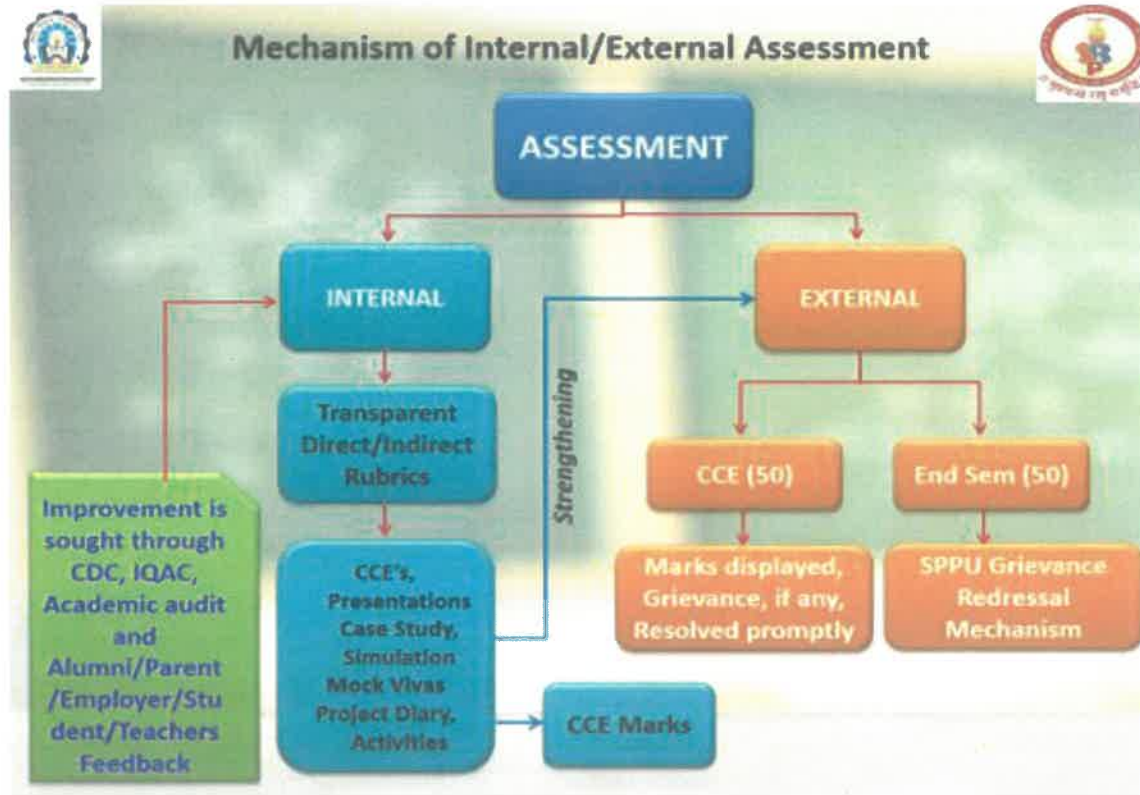 Mechanism of Internal/External Assessment
ASSESSMENT
INTERNAL
EXTERNAL
Transparent
Direct/Indirect
Rubrics
Strengthening
CCE (50)
End Sem (50)
Improvement is
sought through
CDC, IQAC,
Academic audit
and
Alumni/Parent
/Employer/Stu
dent/Teachers
Feedback
CCE's,
Presentations
Case Study,
Simulation
Mock Vivas
Project Diary,
Activities
Marks displayed,
Grievance, if any,
Resolved promptly
SPPU Grievance
Redressal
Mechanism
CCE Marks